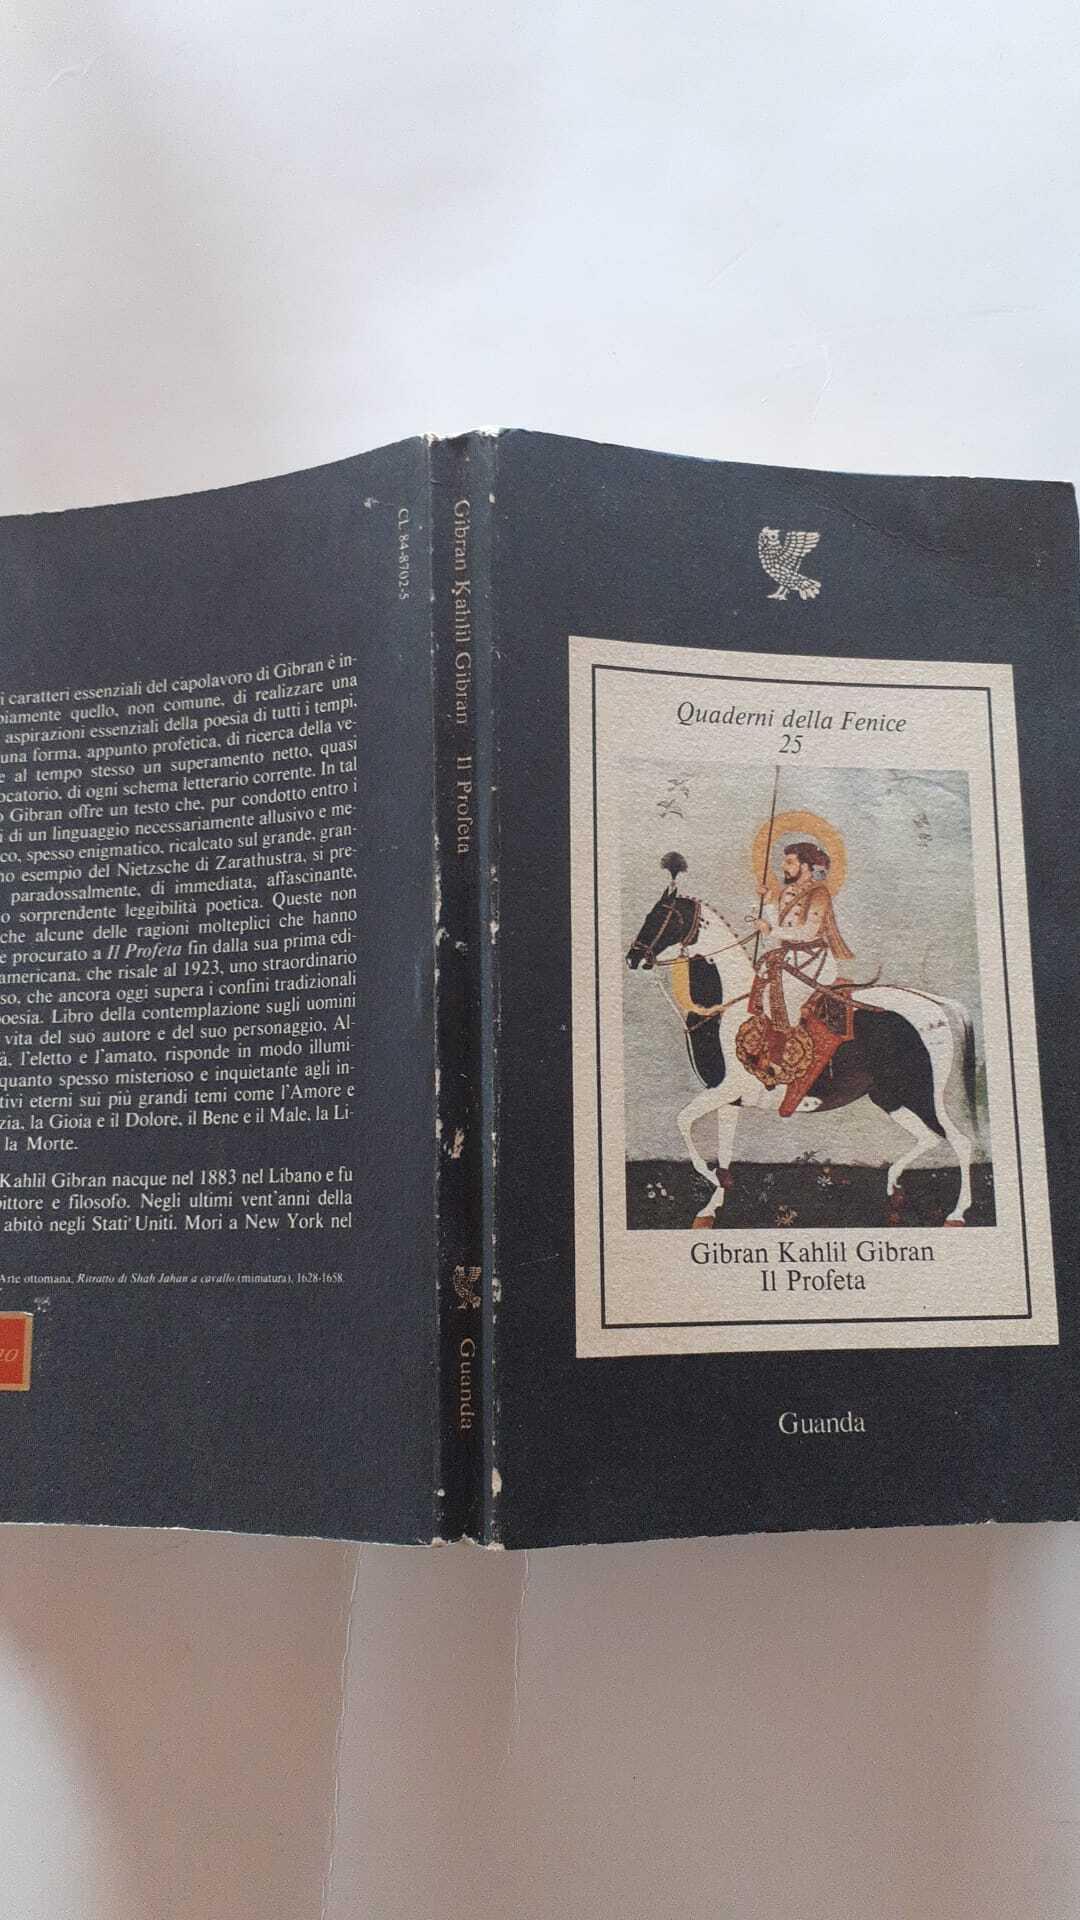 i caratteri essenziali del capolavoro di Gibran è in-
piamente quello, non comune, di realizzare una
aspirazioni essenziali della poesia di tutti i tempi,
una forma, appunto profetica, di ricerca della ve-
e al tempo stesso un superamento netto, quasi
ocatorio, di ogni schema letterario corrente. In tal
o Gibran offre un testo che, pur condotto entro i
i di un linguaggio necessariamente allusivo e me-
co, spesso enigmatico, ricalcato sul grande, gran-
no esempio del Nietzsche di Zarathustra, si pre-
paradossalmente, di immediata, affascinante,
o sorprendente leggibilità poetica. Queste non
che alcune delle ragioni molteplici che hanno
e procurato a Il Profeta fin dalla sua prima edi-
americana, che risale al 1923, uno straordinario
so, che ancora oggi supera i confini tradizionali
poesia. Libro della contemplazione sugli uomini
vita del suo autore e del suo personaggio, Al-
à, l'eletto e l'amato, risponde in modo illumi-
quanto spesso misterioso e inquietante agli in-
tivi eterni sui più grandi temi come l'Amore e
zia, la Gioia e il Dolore, il Bene e il Male, la Li-
la Morte.
Kahlil Gibran nacque nel 1883 nel Libano e fu
pittore e filosofo. Negli ultimi vent'anni della
abitò negli Stati Uniti. Morì a New York nel
Arte ottomana, Ritratto di Shah Jahan a cavallo (miniatura), 1628-1658.
no
CL 84-8702-5
Gibran Kahlil Gibran Il Profeta
Guanda
Quaderni della Fenice
25
Gibran Kahlil Gibran
Il Profeta
Guanda